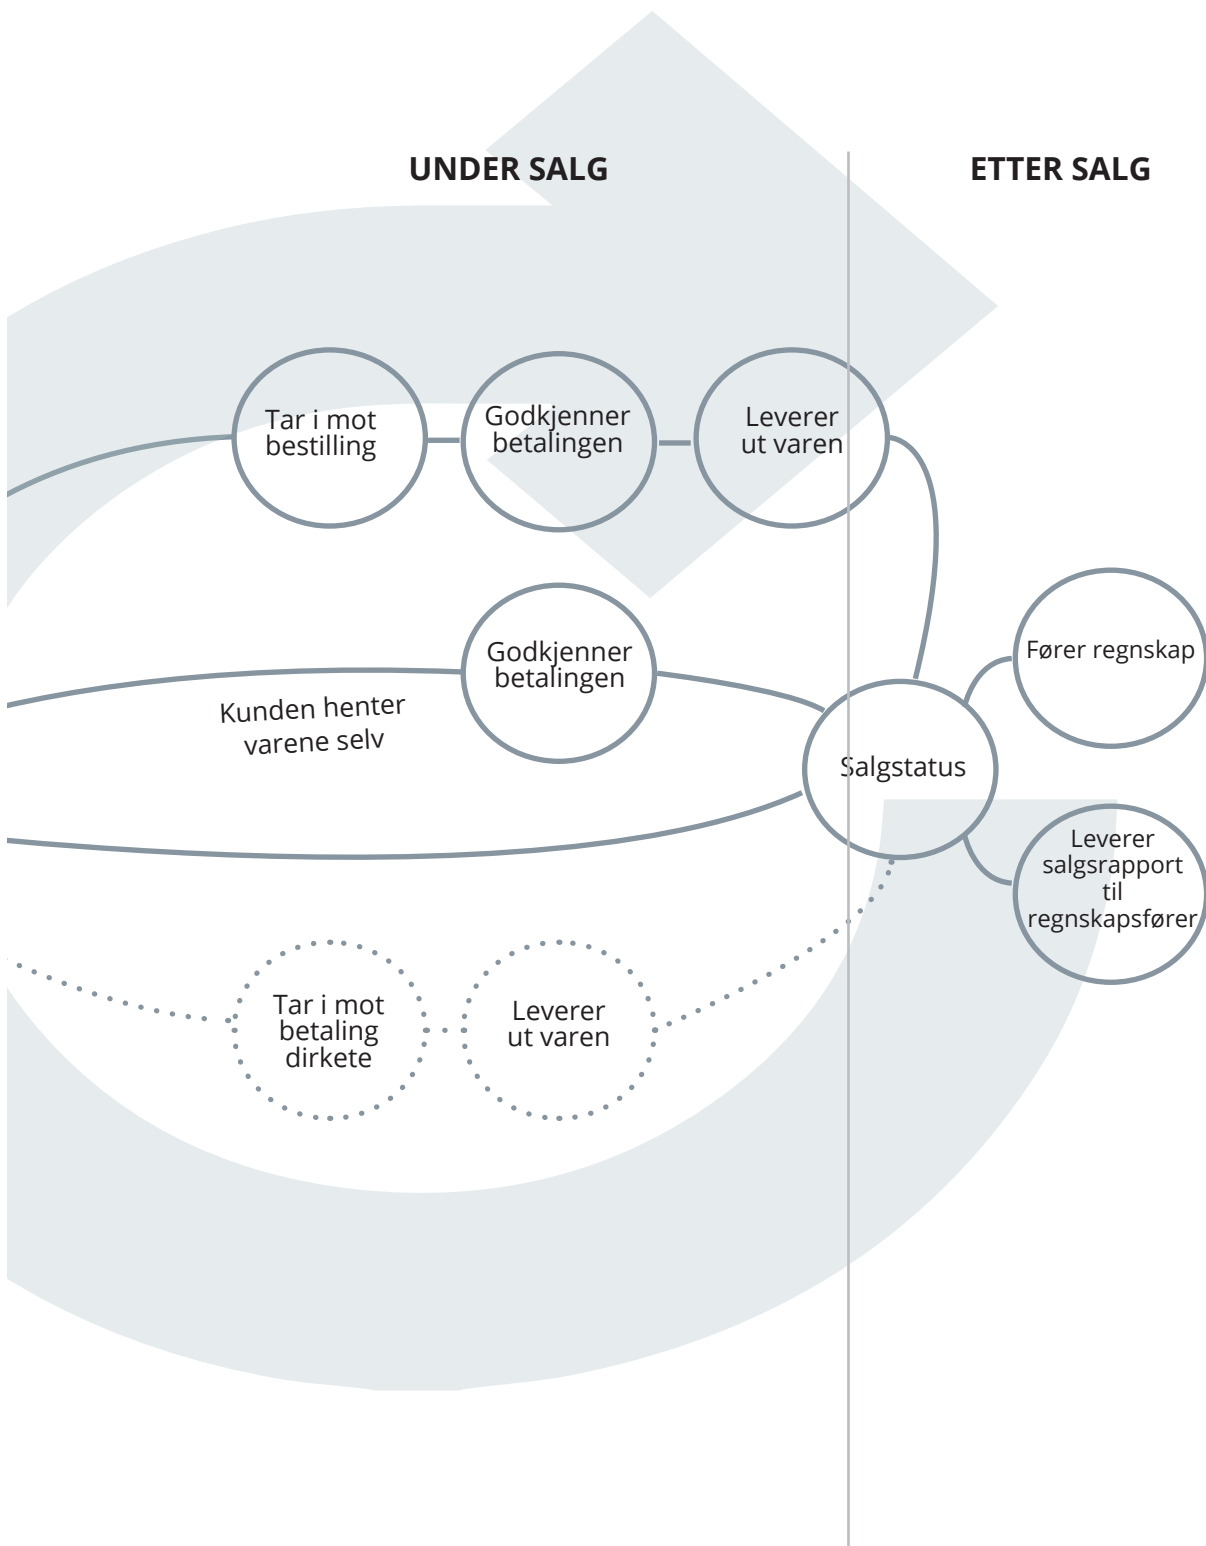 UNDER SALG
ETTER SALG
Tar i mot
bestilling
Godkjenner
betalingen
Leverer
ut varen
Godkjenner
betalingen
Kunden henter
varene selv
Fører regnskap
Salgstatus
Leverer
salgsrapport
til
regnskapsfører
Tar i mot
betaling
dirkete
Leverer
ut varen